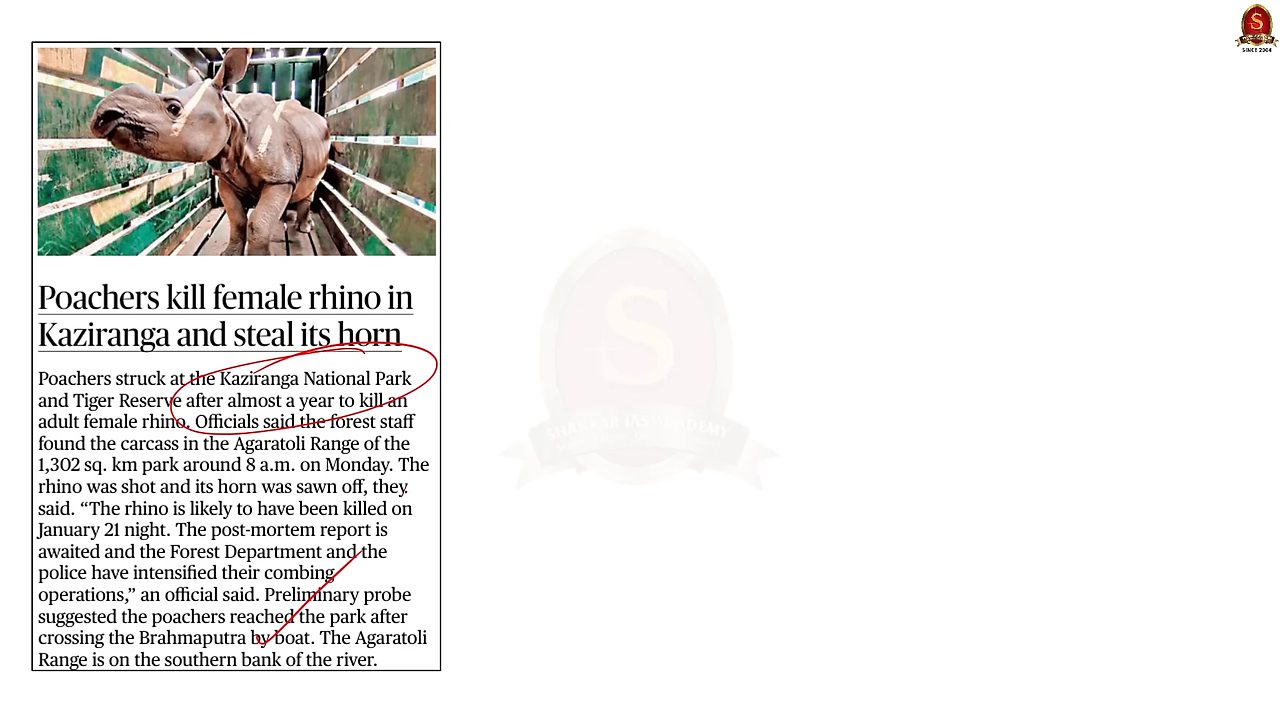 S
SINCE 2004
Poachers kill female rhino in
Kaziranga and steal its horn
Poachers struck at the Kaziranga National Park
and Tiger Reserve after almost a year to kill an
adult female rhino. Officials said the forest staff
found the carcass in the Agaratoli Range of the
1,302 sq. km park around 8 a.m. on Monday. The
rhino was shot and its horn was sawn off, they
said. “The rhino is likely to have been killed on
January 21 night. The post-mortem report is
awaited and the Forest Department and the
police have intensified their combing
operations,” an official said. Preliminary probe
suggested the poachers reached the park after
crossing the Brahmaputra by boat. The Agaratoli
Range is on the southern bank of the river.
S
SHANKAR IAS ACADEMY